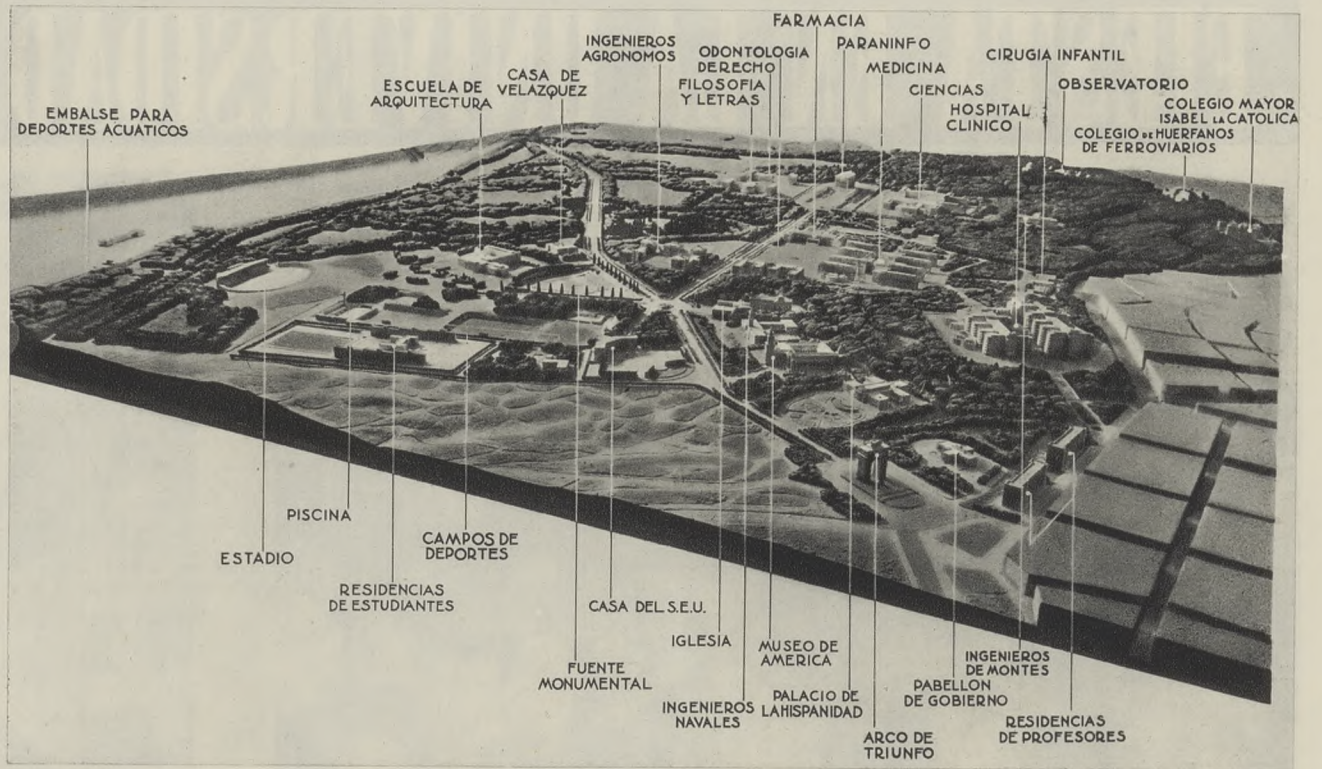 FARMACIA
INGENIEROS
AGRONOMOS
ODONTOLOGIA
DERECHO
FILOSOFIA
Y LETRAS
PARANINFO
MEDICINA
CIENCIAS
CIRUGIA INFANTIL
HOSPITAL
CLINICO
OBSERVATORIO
COLEGIO MAYOR
ISABEL LA CATOLICA
COLEGIO DE HUERFANOS
DE FERROVIARIOS
CASA DE
VELAZQUEZ
ESCUELA DE
ARQUITECTURA
EMBALSE PARA
DEPORTES ACUATICOS
PISCINA
ESTADIO
CAMPOS DE
DEPORTES
RESIDENCIAS
DE ESTUDIANTES
CASA DEL S.E.U.
IGLESIA
FUENTE
MONUMENTAL
MUSEO DE
AMERICA
INGENIEROS
NAVALES
PALACIO DE
LA HISPANIDAD
INGENIEROS
DE MONTES
PABELLON
DE GOBIERNO
RESIDENCIAS
DE PROFESORES
ARCO DE
TRIUNFO